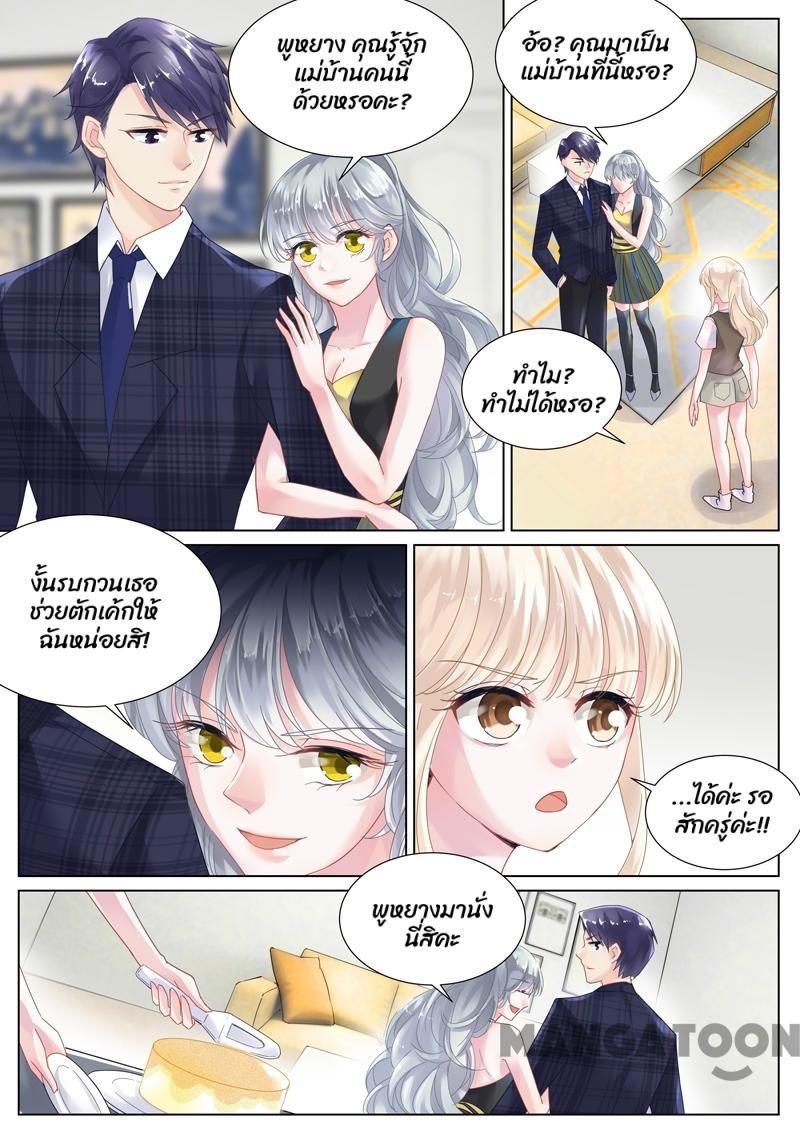 พูหยาง คุณรู้จัก
แม่บ้านคนนี้
ด้วยหรอคะ?
อ้อ? คุณมาเป็น
แม่บ้านที่นี่หรอ?
ทำไม?
ทำไม่ได้หรอ?
งั้นรบกวนเธอ
ช่วยตักเค้กให้
ฉันหน่อยสิ!
...ได้ค่ะ รอ
สักครู่ค่ะ!!
พูหยางมานั่ง
นี่สิคะ
MANGATOON